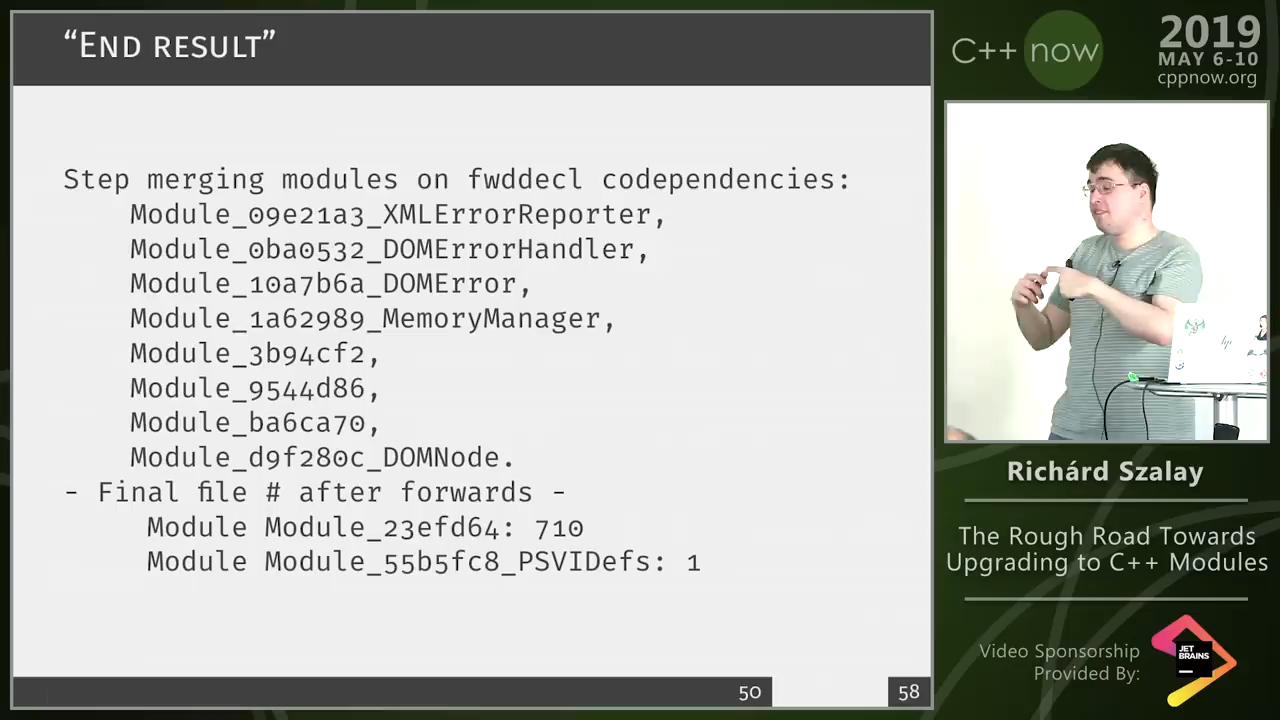 “END RESULT”
Step merging modules on fwddecl codependencies:
Module_09e21a3_XMLErrorReporter,
Module_0ba0532_DOMErrorHandler,
Module_10a7b6a_DOMError,
Module_1a62989_MemoryManager,
Module_3b94cf2,
Module_9544d86,
Module_ba6ca70,
Module_d9f280c_DOMNode.
- Final file # after forwards -
Module Module_23efd64: 710
Module Module_55b5fc8_PSVIDefs: 1
50
58
C++ now
2019
MAY 6-10
cppnow.org
Richárd Szalay
The Rough Road Towards
Upgrading to C++ Modules
Video Sponsorship
Provided By:
JET
BRAINS